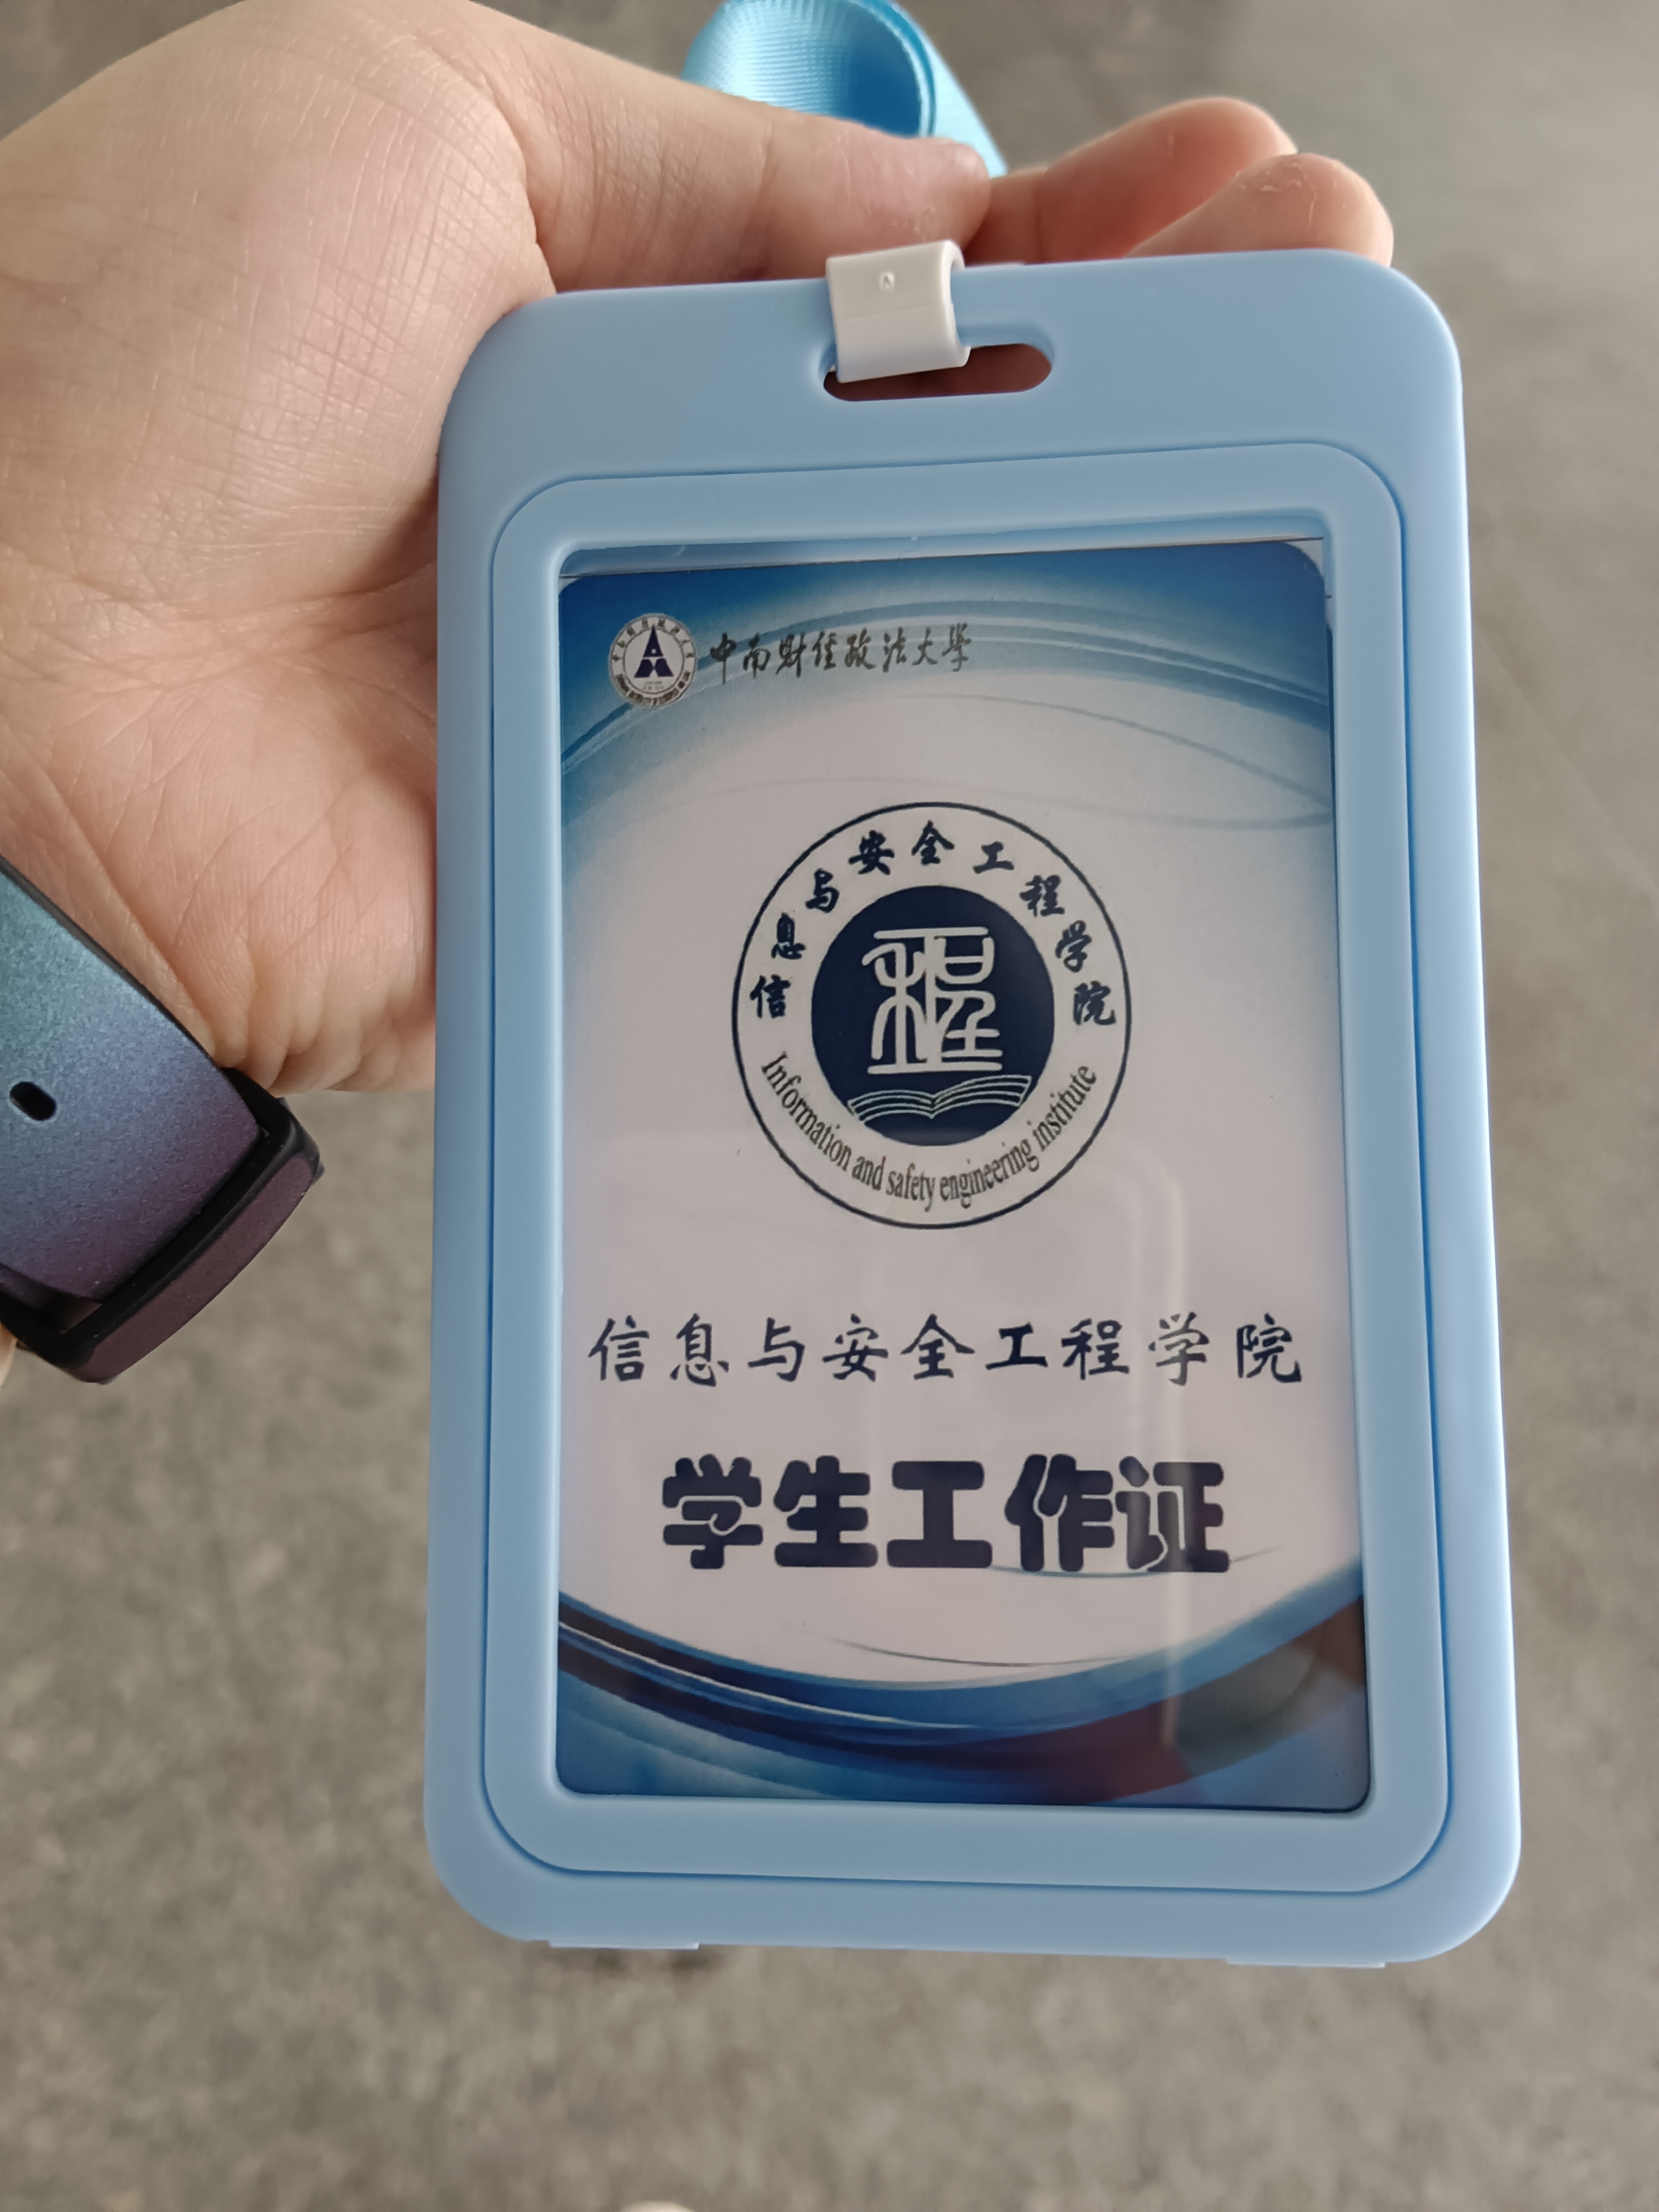 中南财经政法大学
信息与安全工程学院
程
Information and safety engineering institute
信息与安全工程学院
学生工作证